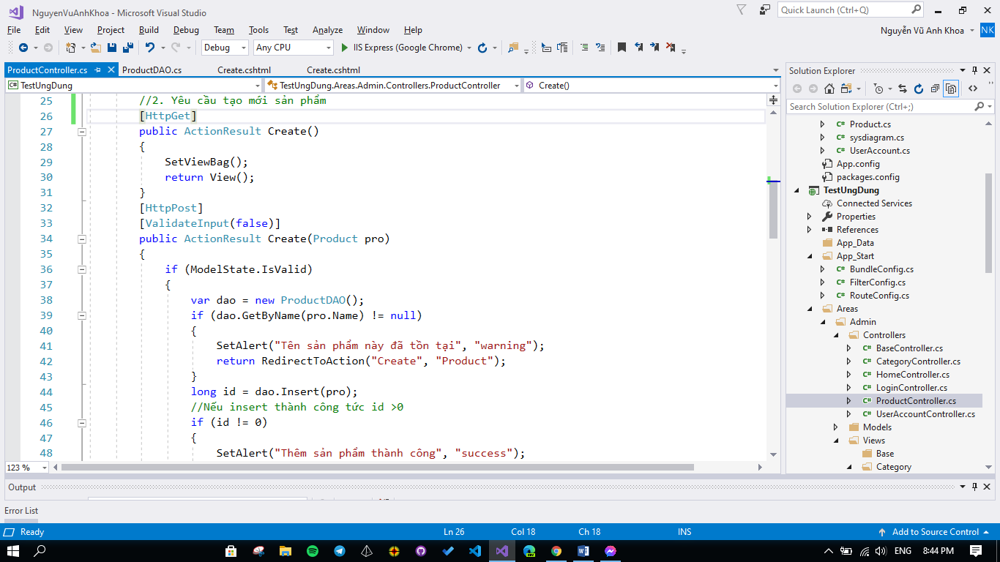 NguyenVuAnhKhoa - Microsoft Visual Studio
Quick Launch (Ctrl+Q)
File Edit View Project Build Debug Team Tools Test Analyze Window Help
Nguyễn Vũ Anh Khoa NK
Debug Any CPU IIS Express (Google Chrome)
ProductController.cs ProductDAO.cs Create.cshtml Create.cshtml
TestUngDung TestUngDung.Areas.Admin.Controllers.ProductController Create()
25 //2. Yêu cầu tạo mới sản phẩm
26 [HttpGet]
27 public ActionResult Create()
28 {
29 SetViewBag();
30 return View();
31 }
32 [HttpPost]
33 [ValidateInput(false)]
34 public ActionResult Create(Product pro)
35 {
36 if (ModelState.IsValid)
37 {
38 var dao = new ProductDAO();
39 if (dao.GetByName(pro.Name) != null)
40 {
41 SetAlert("Tên sản phẩm này đã tồn tại", "warning");
42 return RedirectToAction("Create", "Product");
43 }
44 long id = dao.Insert(pro);
45 //Nếu insert thành công tức id >0
46 if (id != 0)
47 {
48 SetAlert("Thêm sản phẩm thành công", "success");
123 %
Solution Explorer
Search Solution Explorer (Ctrl+;)
C# Product.cs
C# sysdiagram.cs
C# UserAccount.cs
App.config
packages.config
TestUngDung
Connected Services
Properties
References
App_Data
App_Start
C# BundleConfig.cs
C# FilterConfig.cs
C# RouteConfig.cs
Areas
Admin
Controllers
C# BaseController.cs
C# CategoryController.cs
C# HomeController.cs
C# LoginController.cs
C# ProductController.cs
C# UserAccountController.cs
Models
Views
Base
Category
Output
Error List
Ready Ln 26 Col 18 Ch 18 INS Add to Source Control
ENG 8:44 PM